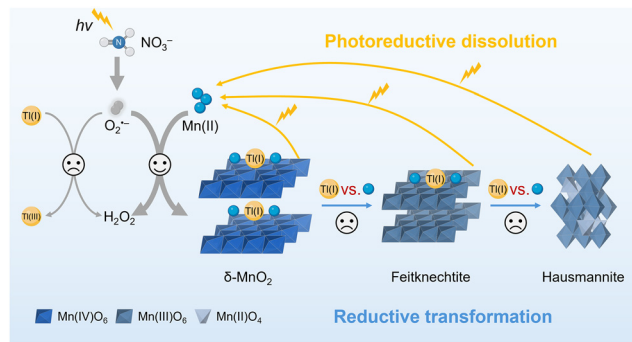 hv
N
NO₃⁻
Photoreductive dissolution
Tl(I)
O₂•⁻
Mn(II)
Tl(I)
Tl(I)
Tl(I) vs.
Tl(I) vs.
Tl(III)
H₂O₂
Tl(I)
δ-MnO₂
Feitknechtite
Hausmannite
Mn(IV)O₆
Mn(III)O₆
Mn(II)O₄
Reductive transformation